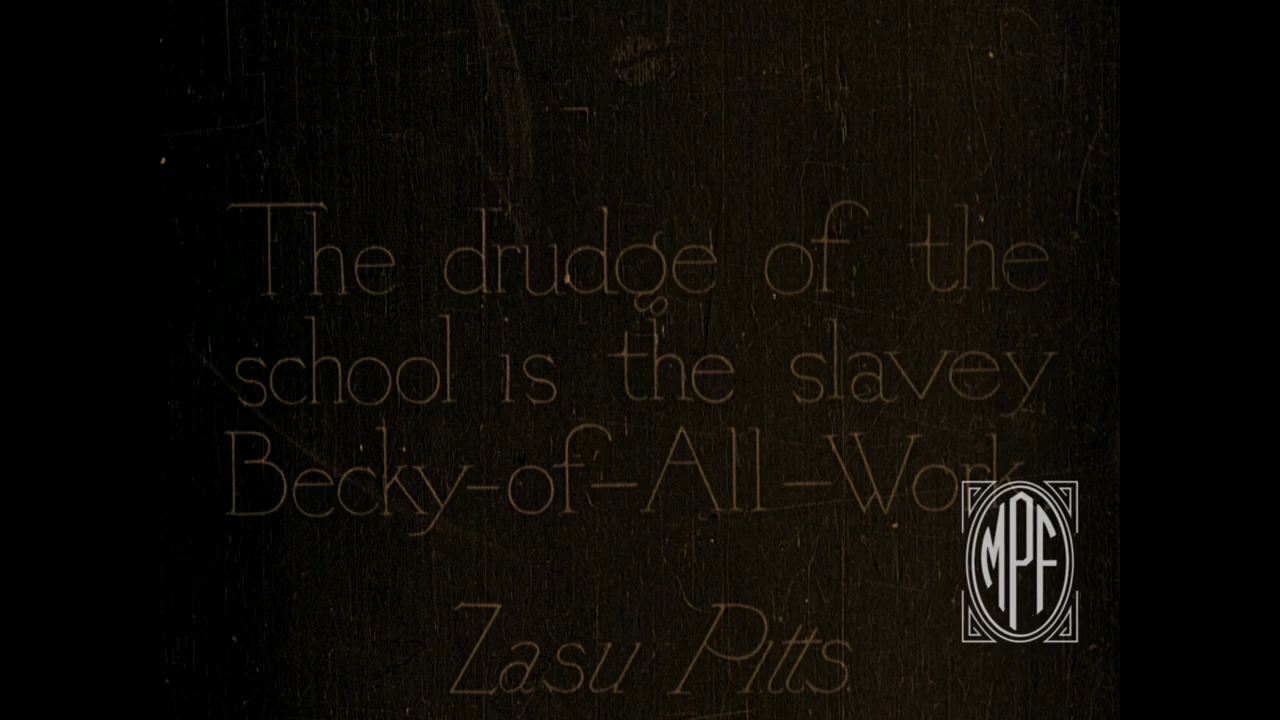 The drudge of the
school is the slavey
Becky-of-All-Work
Zasu Pitts
MPF